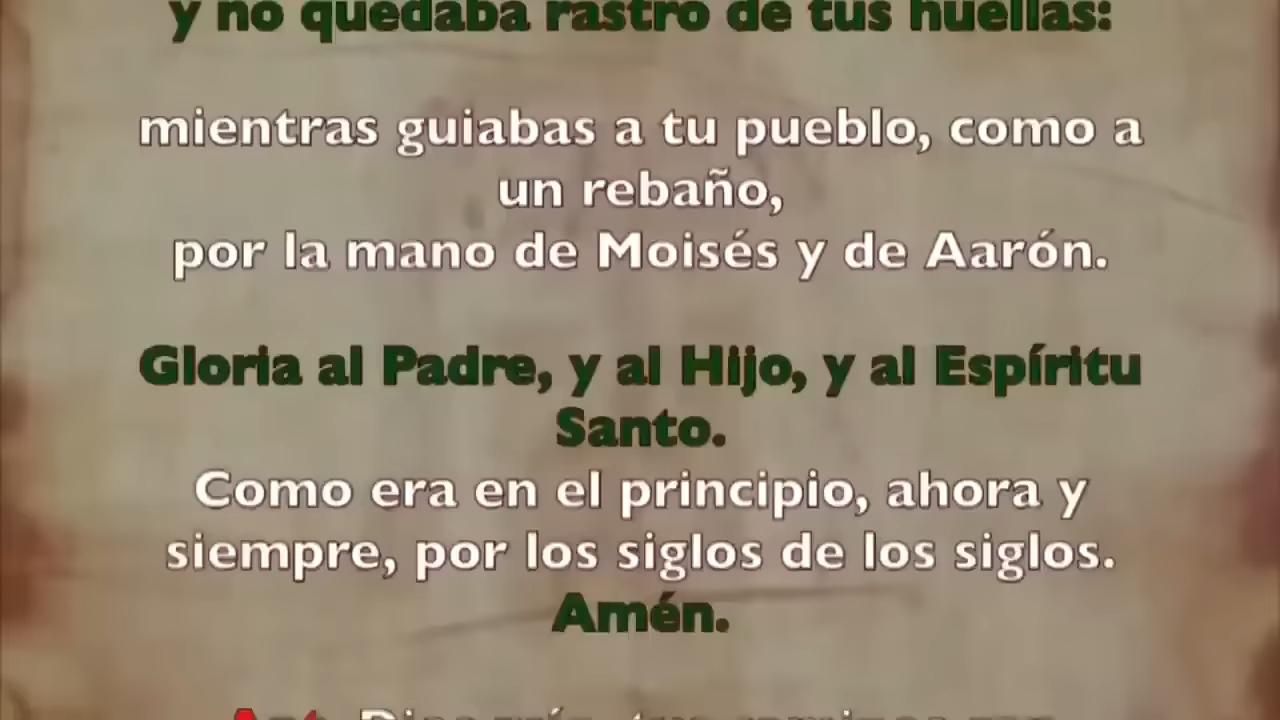 y no quedaba rastro de tus huellas:
mientras guiabas a tu pueblo, como a
un rebaño,
por la mano de Moisés y de Aarón.
Gloria al Padre, y al Hijo, y al Espíritu
Santo.
Como era en el principio, ahora y
siempre, por los siglos de los siglos.
Amén.